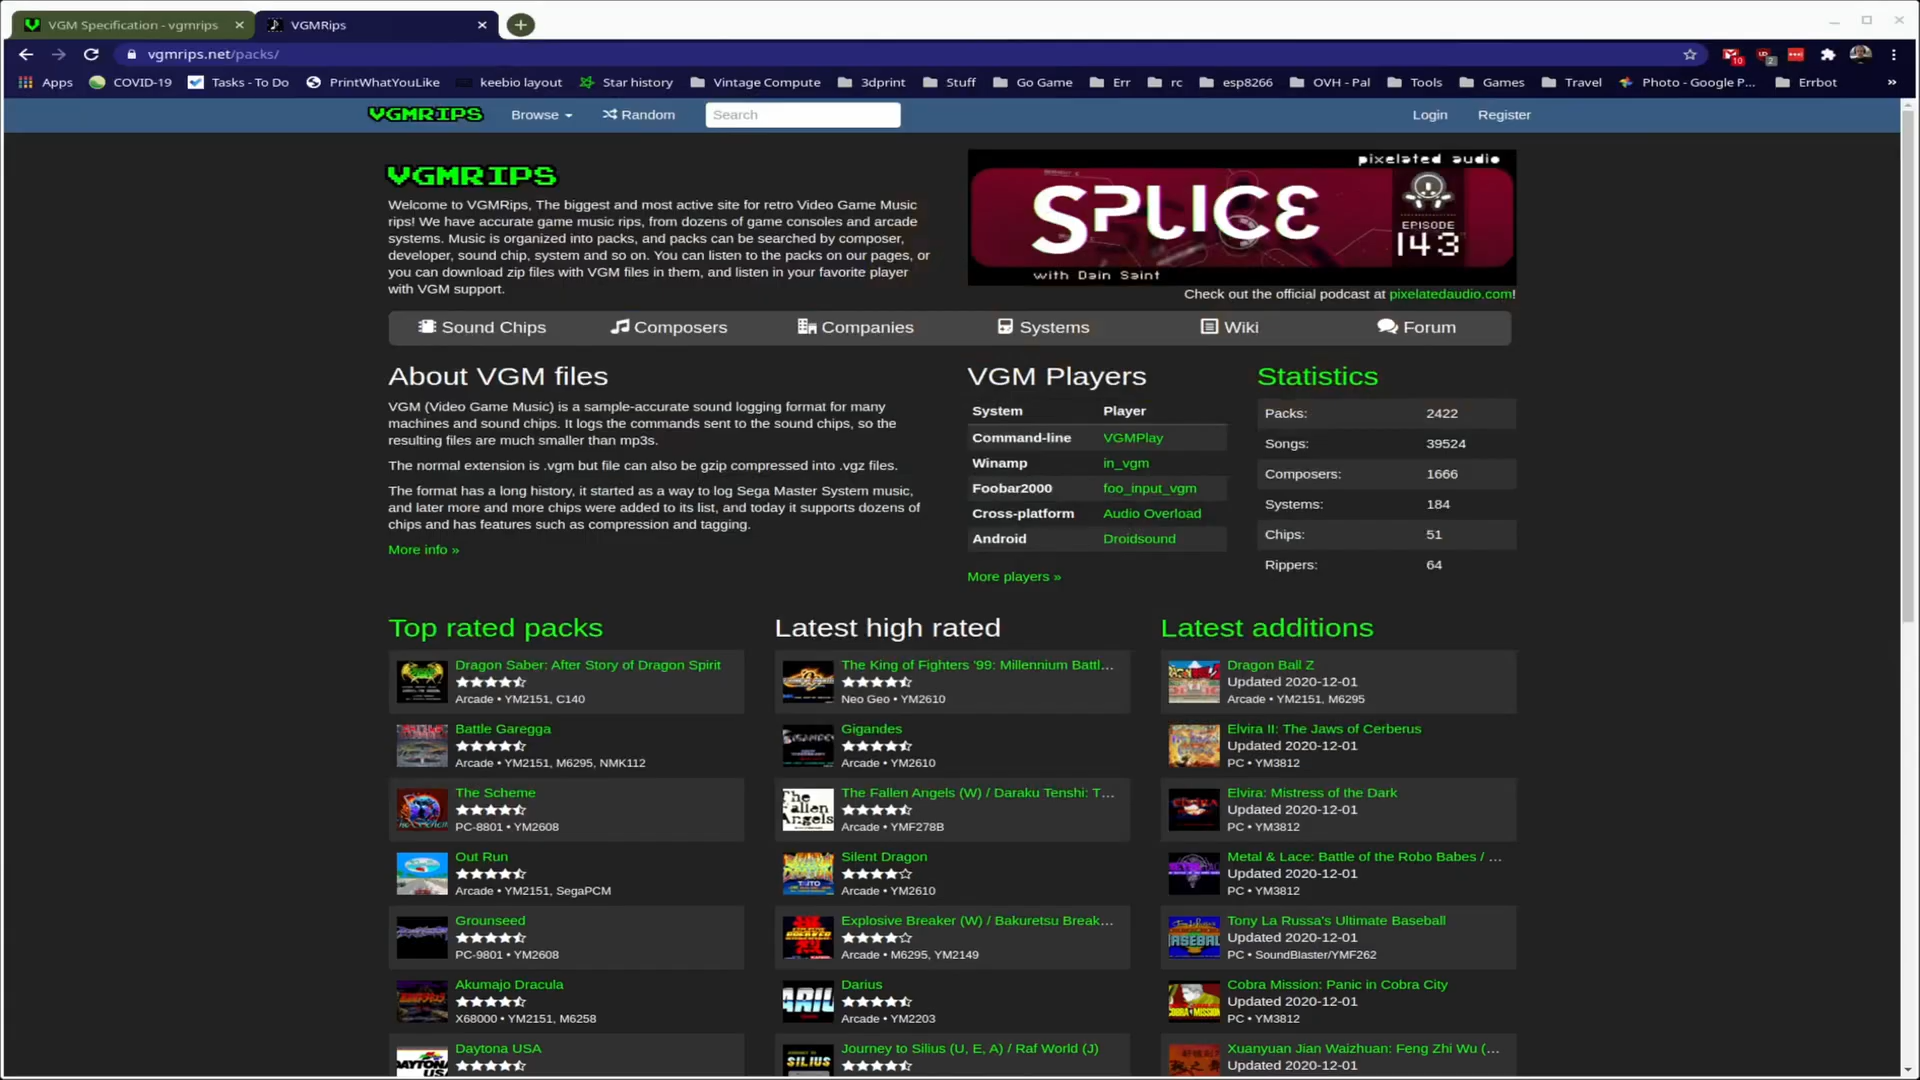 VGM Specification - vgmrips
VGMRips
vgmrips.net/packs/
10
2
Apps
COVID-19
Tasks - To Do
PrintWhatYouLike
keebio layout
Star history
Vintage Compute
3dprint
Stuff
Go Game
Err
rc
esp8266
OVH - Pal
Tools
Games
Travel
Photo - Google P...
Errbot
»
VGMRIPS
Browse
Random
Search
Login
Register
VGMRIPS
Welcome to VGMRips, The biggest and most active site for retro Video Game Music
rips! We have accurate game music rips, from dozens of game consoles and arcade
systems. Music is organized into packs, and packs can be searched by composer,
developer, sound chip, system and so on. You can listen to the packs on our pages, or
you can download zip files with VGM files in them, and listen in your favorite player
with VGM support.
pixelated audio
SPLICE
EPISODE
143
with Dain Saint
Check out the official podcast at pixelatedaudio.com!
Sound Chips
Composers
Companies
Systems
Wiki
Forum
About VGM files
VGM (Video Game Music) is a sample-accurate sound logging format for many
machines and sound chips. It logs the commands sent to the sound chips, so the
resulting files are much smaller than mp3s.
The normal extension is .vgm but file can also be gzip compressed into .vgz files.
The format has a long history, it started as a way to log Sega Master System music,
and later more and more chips were added to its list, and today it supports dozens of
chips and has features such as compression and tagging.
More info »
VGM Players
System Player
Command-line VGMPlay
Winamp in_vgm
Foobar2000 foo_input_vgm
Cross-platform Audio Overload
Android Droidsound
More players »
Statistics
Packs: 2422
Songs: 39524
Composers: 1666
Systems: 184
Chips: 51
Rippers: 64
Top rated packs
Dragon Saber: After Story of Dragon Spirit
Arcade • YM2151, C140
Battle Garegga
Arcade • YM2151, M6295, NMK112
The Scheme
PC-8801 • YM2608
Out Run
Arcade • YM2151, SegaPCM
Grounseed
PC-9801 • YM2608
Akumajo Dracula
X68000 • YM2151, M6258
DAYTONA
Daytona USA
Latest high rated
The King of Fighters '99: Millennium Battl...
Neo Geo • YM2610
Gigandes
Arcade • YM2610
The
Fallen
Angels
The Fallen Angels (W) / Daraku Tenshi: T...
Arcade • YMF278B
TAITO
Silent Dragon
Arcade • YM2610
Explosive Breaker (W) / Bakuretsu Break...
Arcade • M6295, YM2149
Darius
Arcade • YM2203
SILIUS
Journey to Silius (U, E, A) / Raf World (J)
Latest additions
Dragon Ball Z
Updated 2020-12-01
Arcade • YM2151, M6295
Elvira II: The Jaws of Cerberus
Updated 2020-12-01
PC • YM3812
Elvira: Mistress of the Dark
Updated 2020-12-01
PC • YM3812
Metal & Lace: Battle of the Robo Babes / ...
Updated 2020-12-01
PC • YM3812
Tony La Russa's Ultimate Baseball
Updated 2020-12-01
PC • SoundBlaster/YMF262
Cobra Mission: Panic in Cobra City
Updated 2020-12-01
PC • YM3812
Xuanyuan Jian Waizhuan: Feng Zhi Wu (...
Updated 2020-12-01